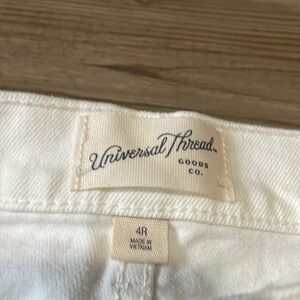 Universal Thread
GOODS
CO.
4R
MADE IN
VIETNAM